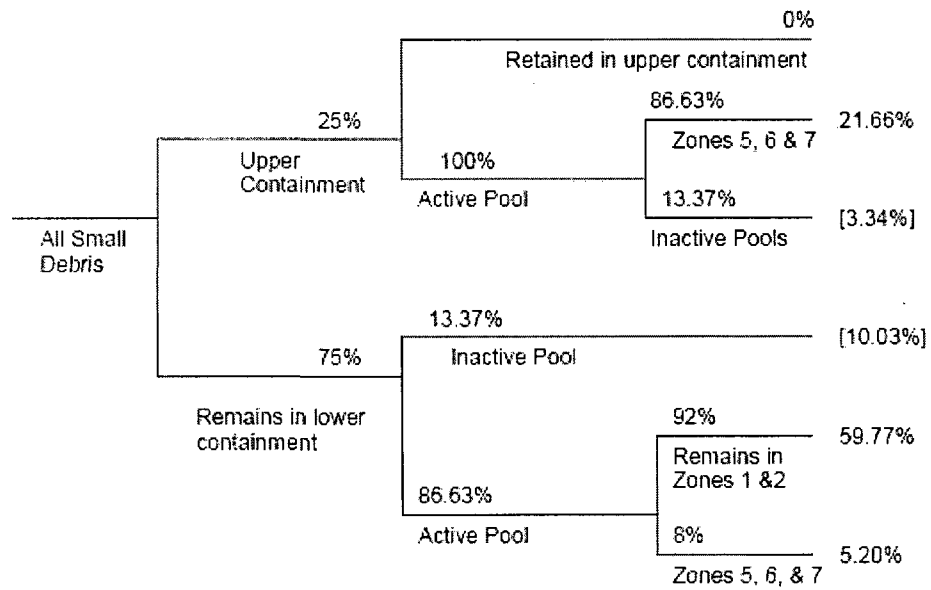 0%
Retained in upper containment
86.63%
25%
21.66%
Zones 5, 6 & 7
Upper
Containment
100%
Active Pool
13.37%
[3.34%]
Inactive Pools
All Small
Debris
13.37%
[10.03%]
Inactive Pool
75%
Remains in lower
containment
92%
59.77%
Remains in
Zones 1 &2
86.63%
Active Pool
8%
5.20%
Zones 5, 6, & 7